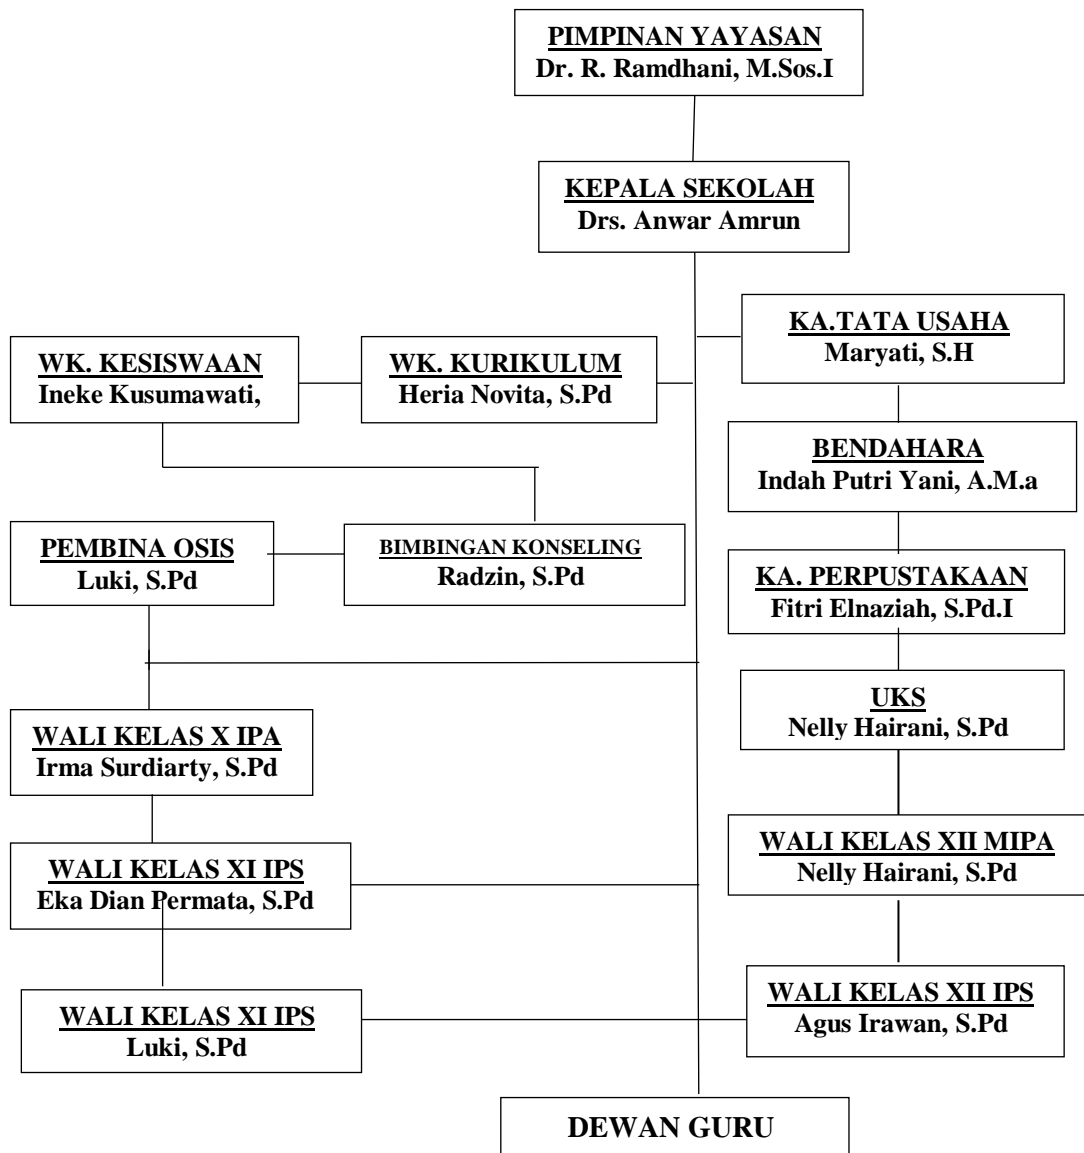 PIMPINAN YAYASAN
Dr. R. Ramdhani, M.Sos.I
KEPALA SEKOLAH
Drs. Anwar Amrun
KA.TATA USAHA
Maryati, S.H
WK. KESISWAAN
Ineke Kusumawati,
WK. KURIKULUM
Heria Novita, S.Pd
BENDAHARA
Indah Putri Yani, A.M.a
PEMBINA OSIS
Luki, S.Pd
BIMBINGAN KONSELING
Radzin, S.Pd
KA. PERPUSTAKAAN
Fitri Elnaziah, S.Pd.I
UKS
Nelly Hairani, S.Pd
WALI KELAS X IPA
Irma Surdiarty, S.Pd
WALI KELAS XII MIPA
Nelly Hairani, S.Pd
WALI KELAS XI IPS
Eka Dian Permata, S.Pd
WALI KELAS XII IPS
Agus Irawan, S.Pd
WALI KELAS XI IPS
Luki, S.Pd
DEWAN GURU